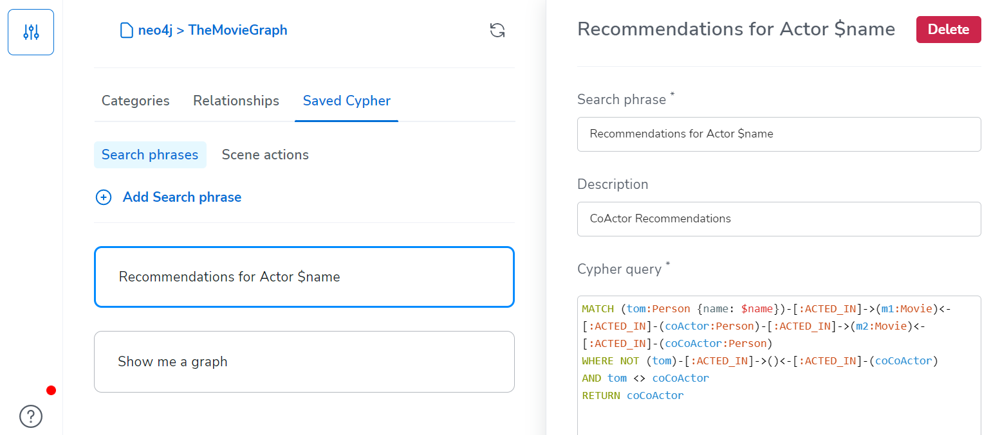 neo4j > TheMovieGraph
Categories Relationships Saved Cypher
Search phrases Scene actions
Add Search phrase
Recommendations for Actor $name
Show me a graph
?
Recommendations for Actor $name Delete
Search phrase *
Recommendations for Actor $name
Description
CoActor Recommendations
Cypher query *
MATCH (tom:Person {name: $name})-[:ACTED_IN]->(m1:Movie)<-
[:ACTED_IN]-(coActor:Person)-[:ACTED_IN]->(m2:Movie)<-
[:ACTED_IN]-(coCoActor:Person)
WHERE NOT (tom)-[:ACTED_IN]->()<-[:ACTED_IN]-(coCoActor)
AND tom <> coCoActor
RETURN coCoActor